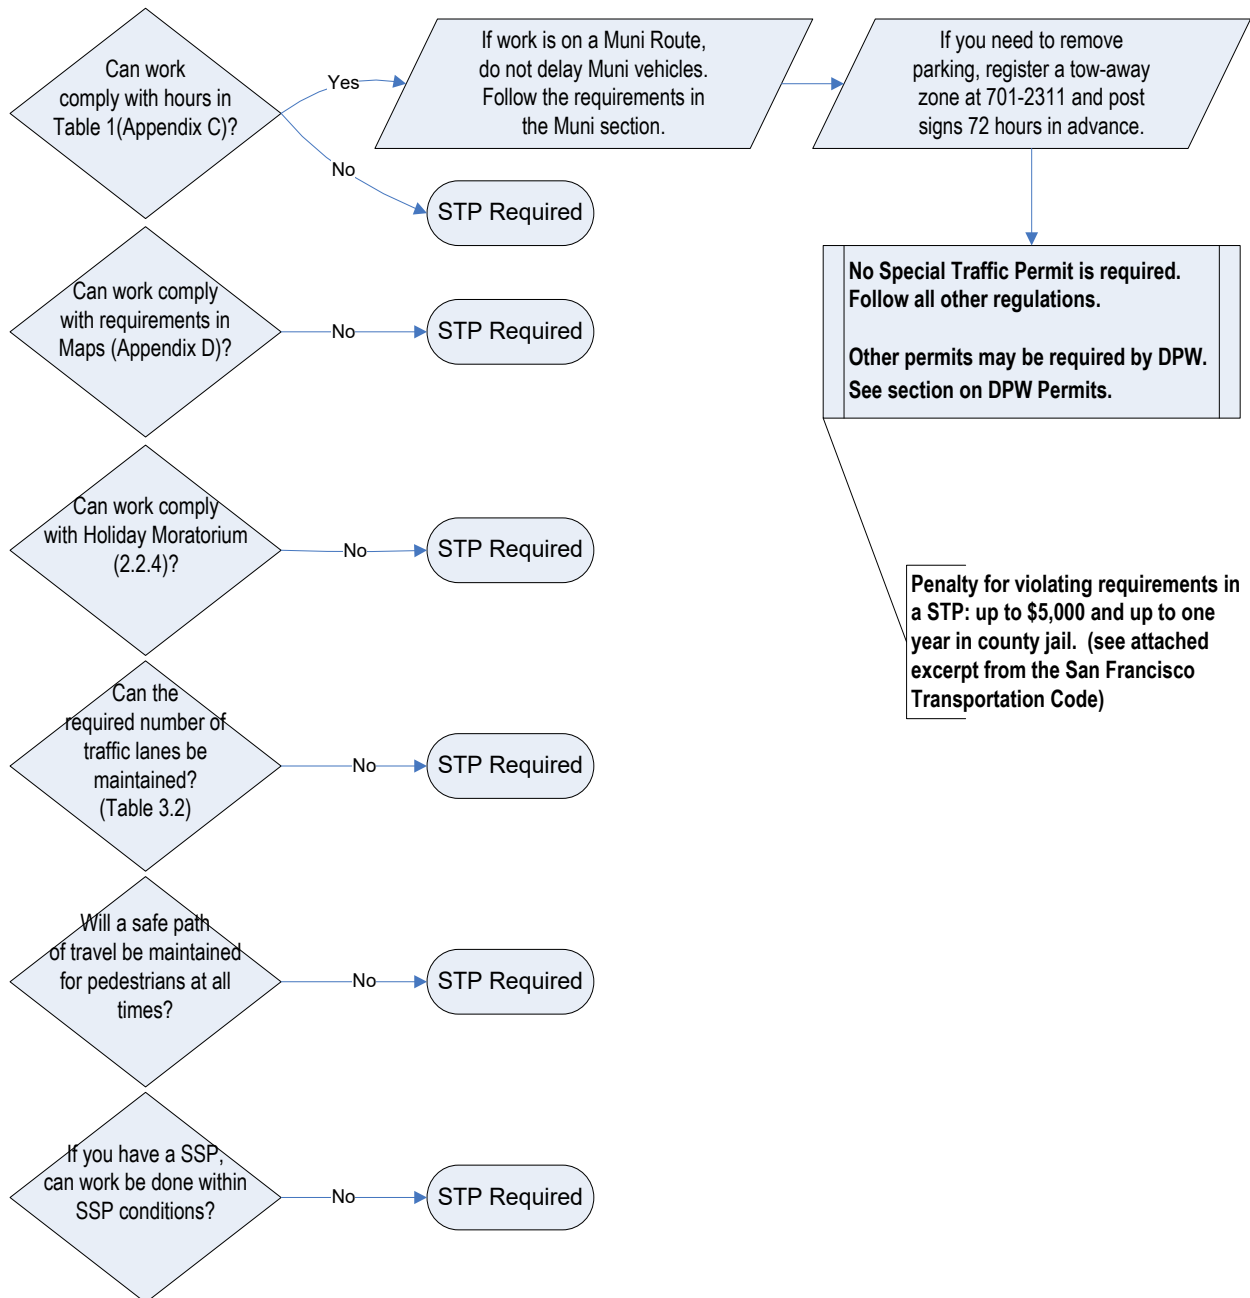 Can work
comply with hours in
Table 1(Appendix C)?
Yes
If work is on a Muni Route,
do not delay Muni vehicles.
Follow the requirements in
the Muni section.
If you need to remove
parking, register a tow-away
zone at 701-2311 and post
signs 72 hours in advance.
No
STP Required
No Special Traffic Permit is required.
Follow all other regulations.
Other permits may be required by DPW.
See section on DPW Permits.
Can work comply
with requirements in
Maps (Appendix D)?
No
STP Required
Can work comply
with Holiday Moratorium
(2.2.4)?
No
STP Required
Penalty for violating requirements in
a STP: up to $5,000 and up to one
year in county jail.  (see attached
excerpt from the San Francisco
Transportation Code)
Can the
required number of
traffic lanes be
maintained?
(Table 3.2)
No
STP Required
Will a safe path
of travel be maintained
for pedestrians at all
times?
No
STP Required
If you have a SSP,
can work be done within
SSP conditions?
No
STP Required